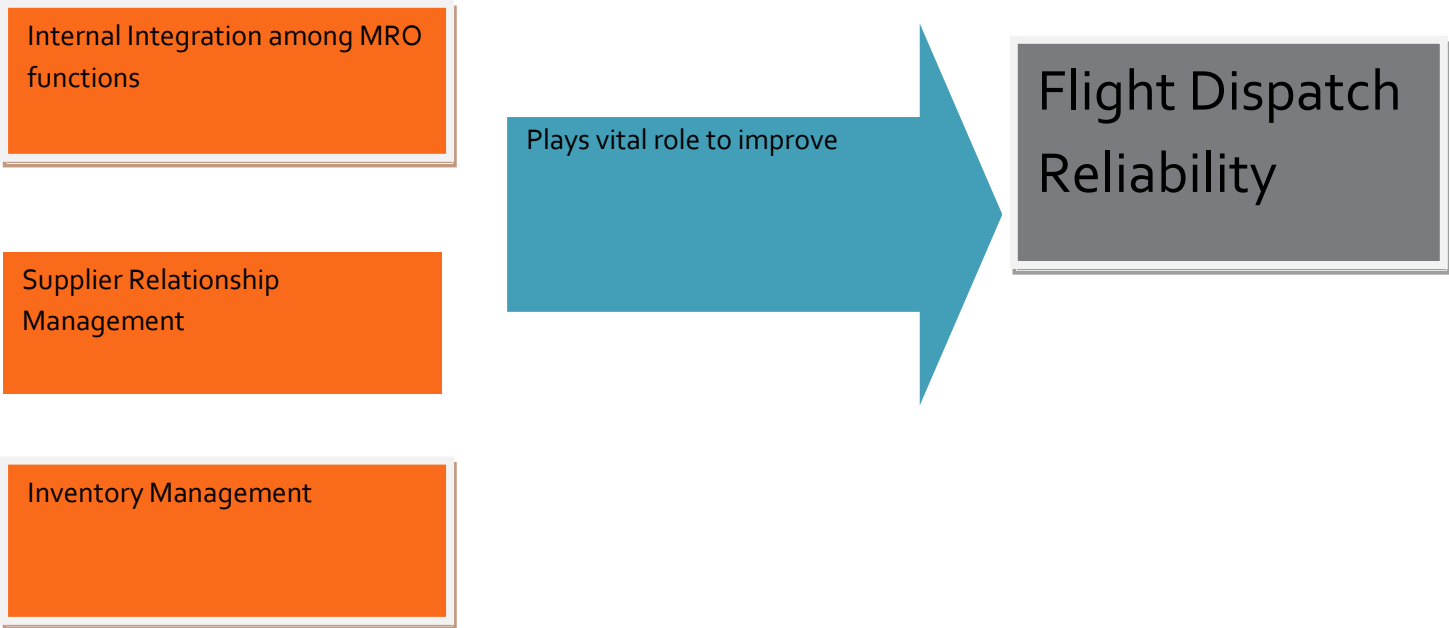 Internal Integration among MRO
functions
Supplier Relationship
Management
Inventory Management
Plays vital role to improve
Flight Dispatch
Reliability